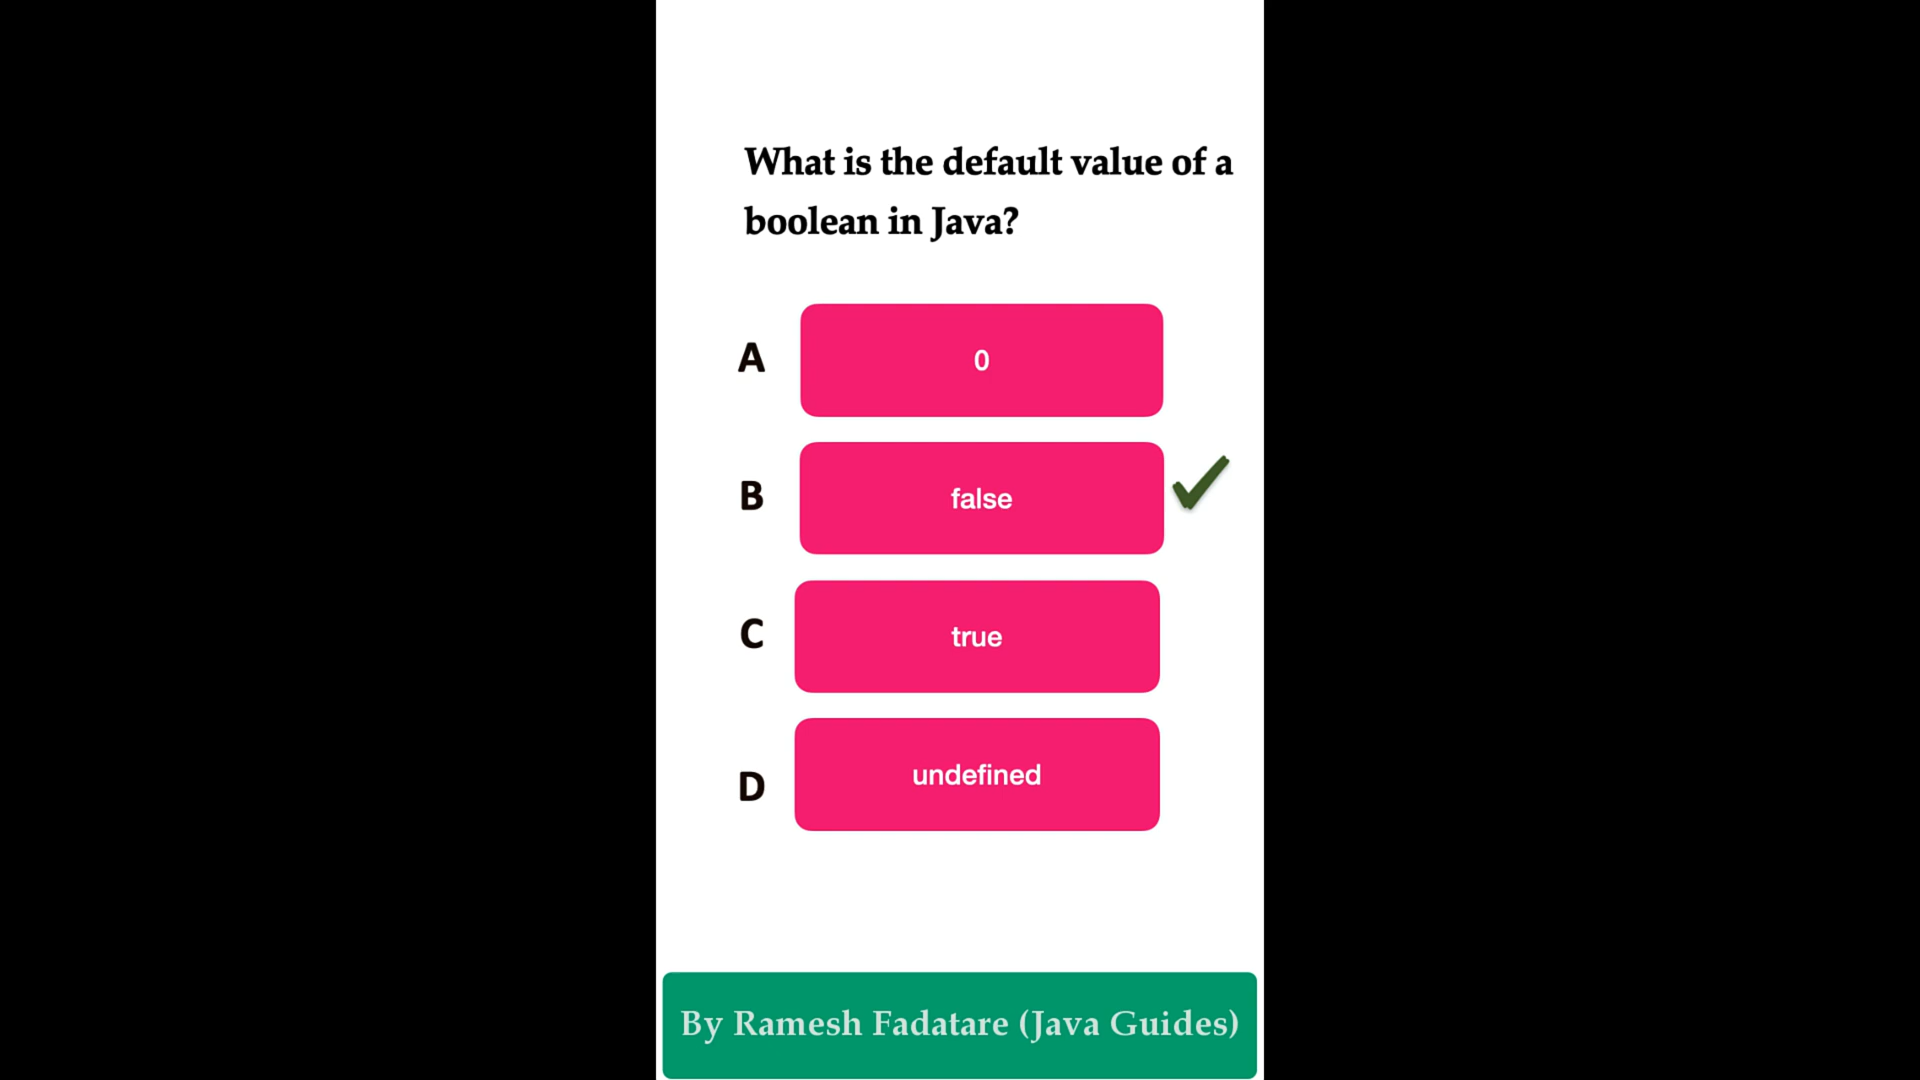 What is the default value of a
boolean in Java?
A
0
B
false
C
true
D
undefined
By Ramesh Fadatare (Java Guides)